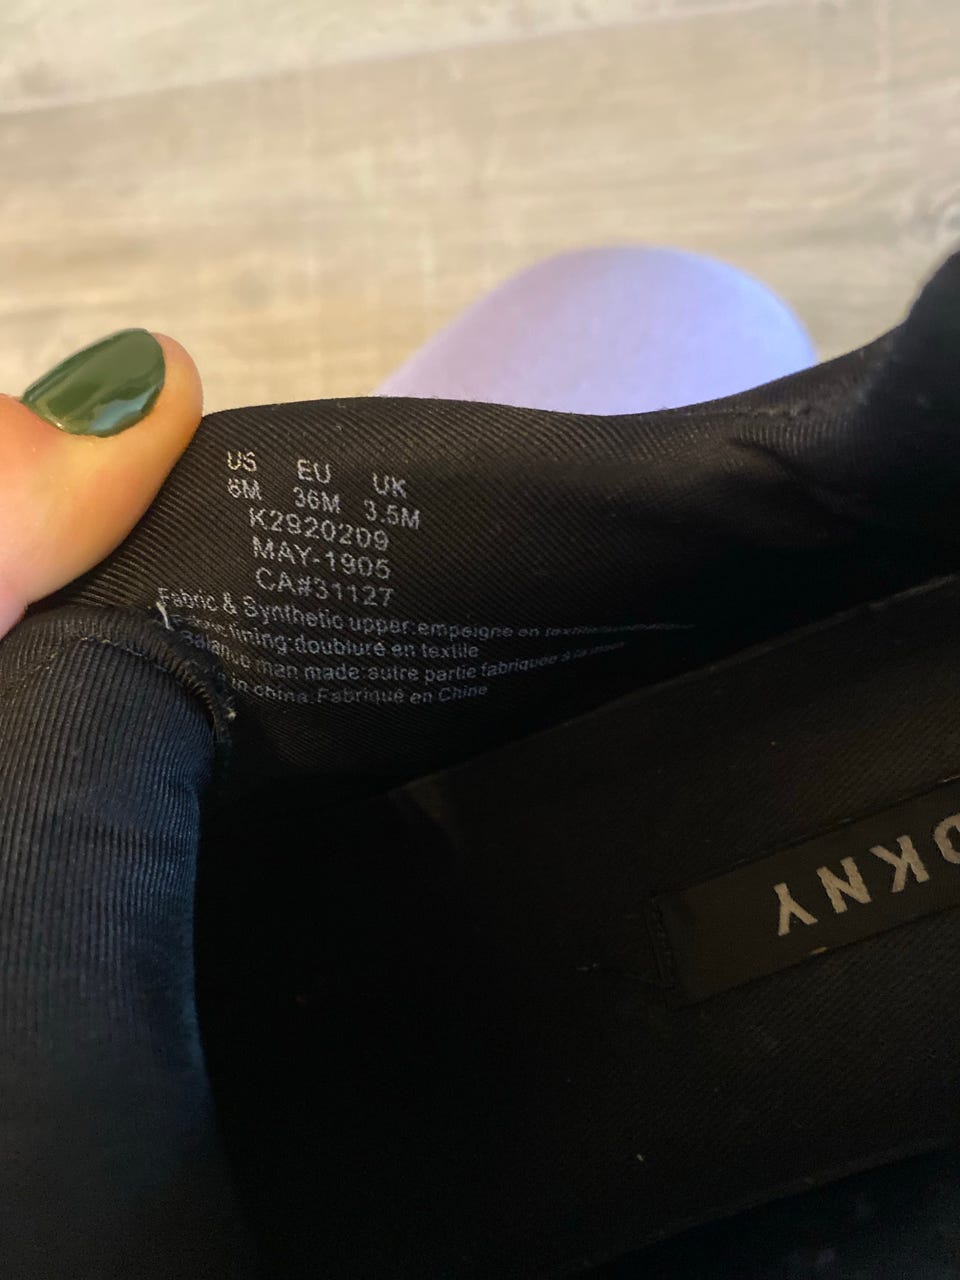 US EU UK
6M 36M 3.5M
K2920209
MAY-1905
CA#31127
Fabric & Synthetic upper:empeigne en
lining:doublure en textile
Balance man made:autre partie fabriquée à la
in china:Fabriqué en Chine
DKNY